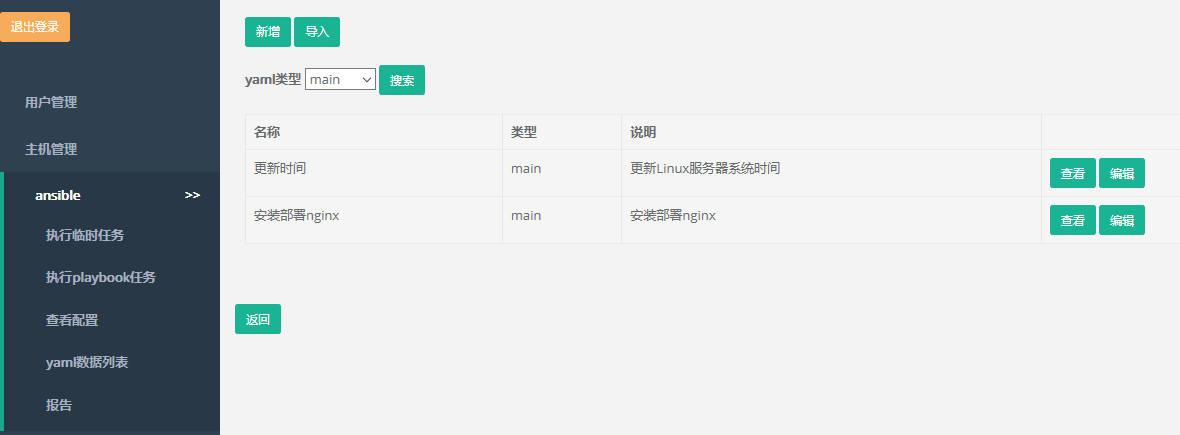 退出登录
用户管理
主机管理
ansible >>
执行临时任务
执行playbook任务
查看配置
yaml数据列表
报告
新增 导入
yaml类型 main 搜索
名称 类型 说明
更新时间 main 更新Linux服务器系统时间 查看 编辑
安装部署nginx main 安装部署nginx 查看 编辑
返回